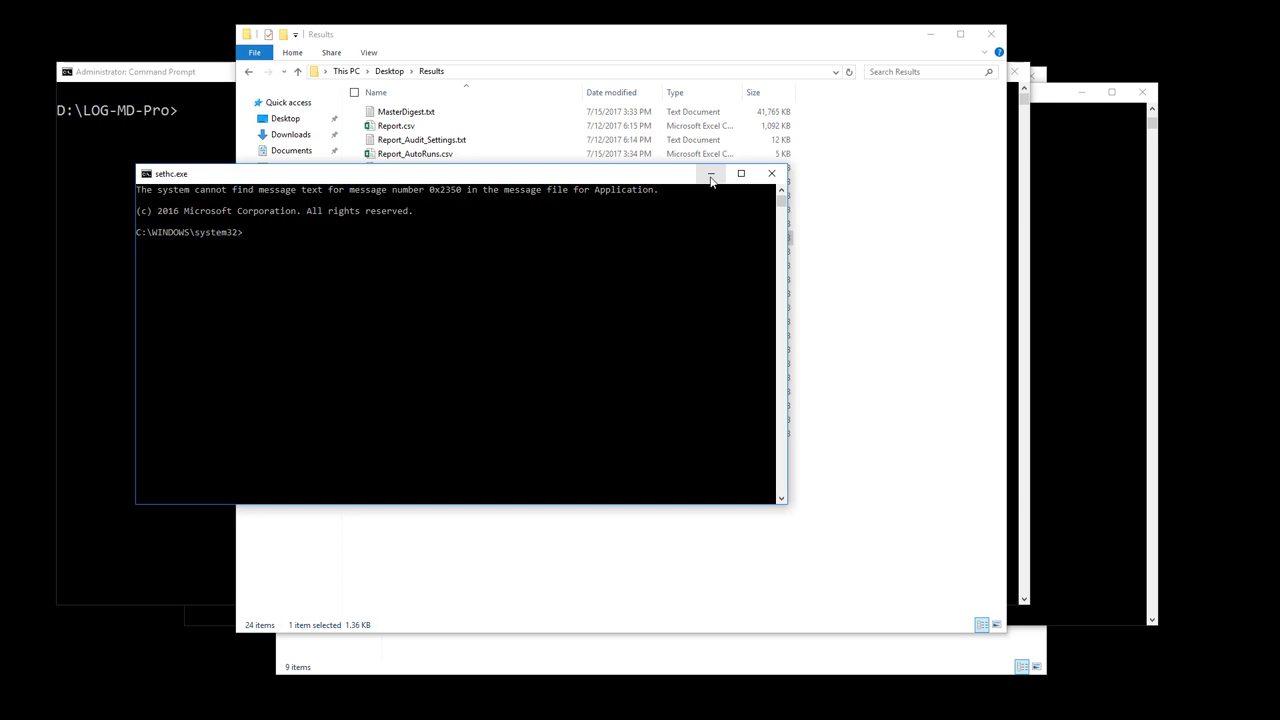 Results
File
Home
Share
View
Administrator: Command Prompt
This PC
Desktop
Results
Search Results
D:\LOG-MD-Pro>
Name
Date modified
Type
Size
Quick access
Desktop
Downloads
Documents
MasterDigest.txt 7/15/2017 3:33 PM Text Document 41,765 KB
Report.csv 7/12/2017 6:15 PM Microsoft Excel C... 1,092 KB
Report_Audit_Settings.txt 7/12/2017 6:14 PM Text Document 12 KB
Report_AutoRuns.csv 7/15/2017 3:34 PM Microsoft Excel C... 5 KB
sethc.exe
The system cannot find message text for message number 0x2350 in the message file for Application.
(c) 2016 Microsoft Corporation. All rights reserved.
C:\WINDOWS\system32>
24 items 1 item selected 1.36 KB
9 items